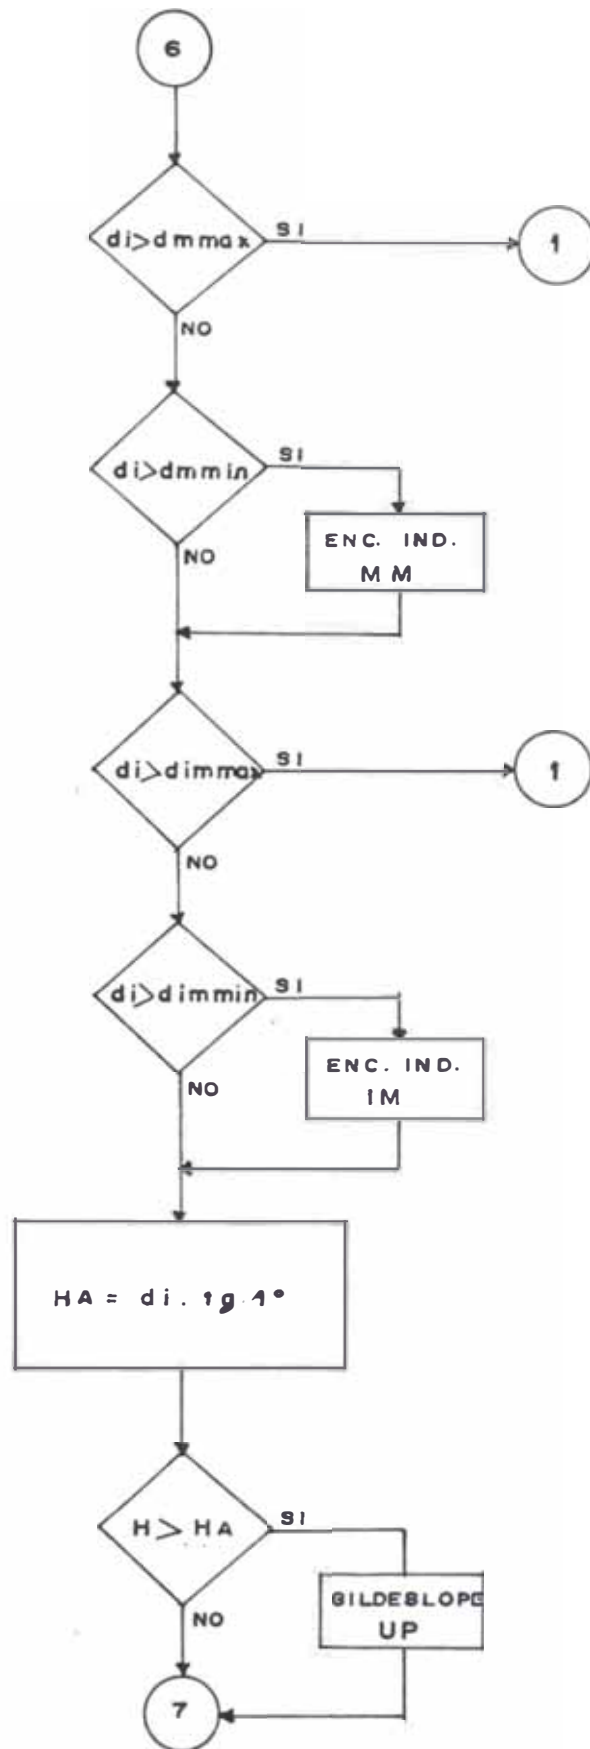 6
di>dmmax
SI
1
NO
di>dmmin
SI
ENC. IND.
MM
NO
di>dimmax
SI
1
NO
di>dimmin
SI
ENC. IND.
IM
NO
HA = di. tg 1°
H > HA
SI
GILDESLOPE
UP
NO
7